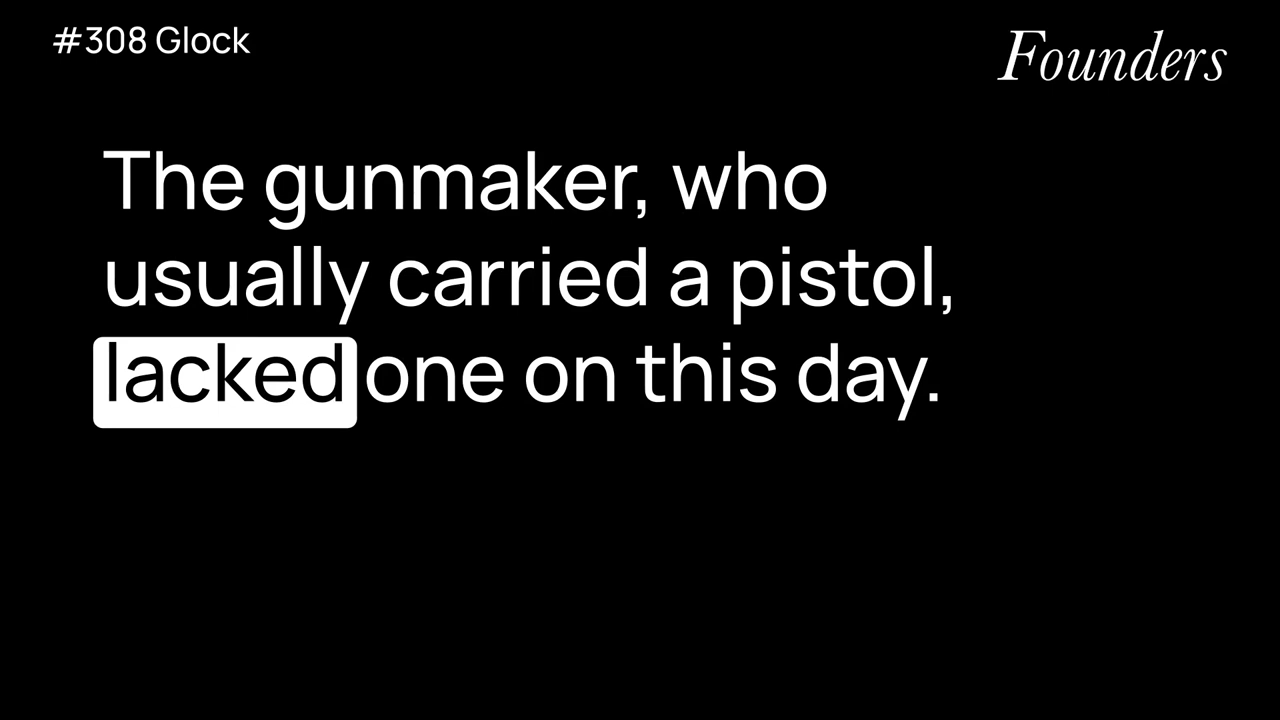 #308 Glock
Founders
The gunmaker, who
usually carried a pistol,
lacked one on this day.